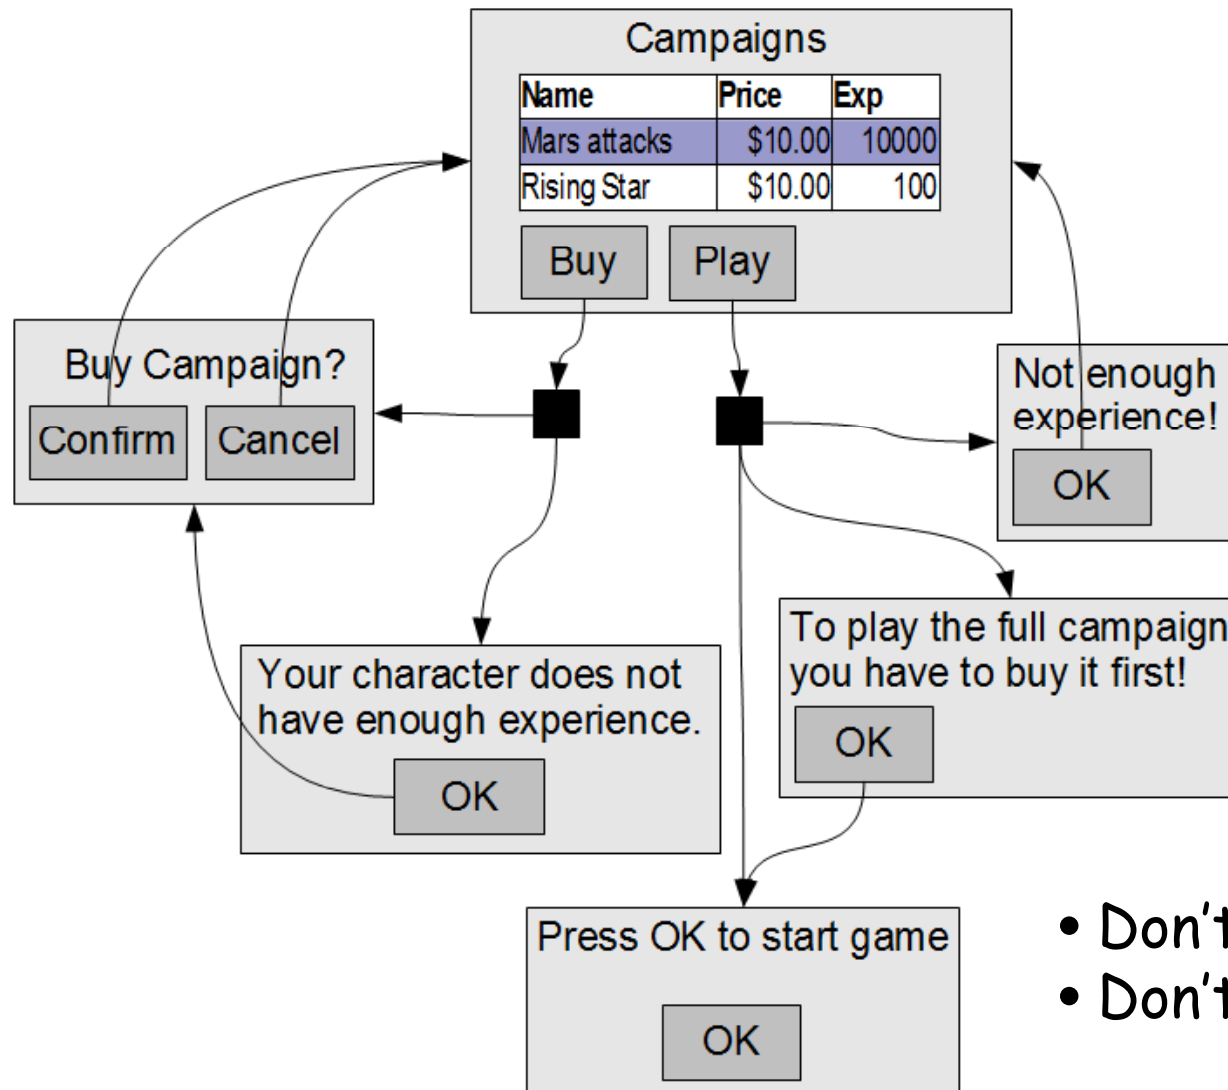 Campaigns
Name Price Exp
Mars attacks $10.00 10000
Rising Star $10.00 100
Buy Play
Buy Campaign?
Confirm Cancel
Not enough
experience!
OK
Your character does not
have enough experience.
OK
To play the full campaign
you have to buy it first!
OK
Press OK to start game
OK
• Don't
• Don't